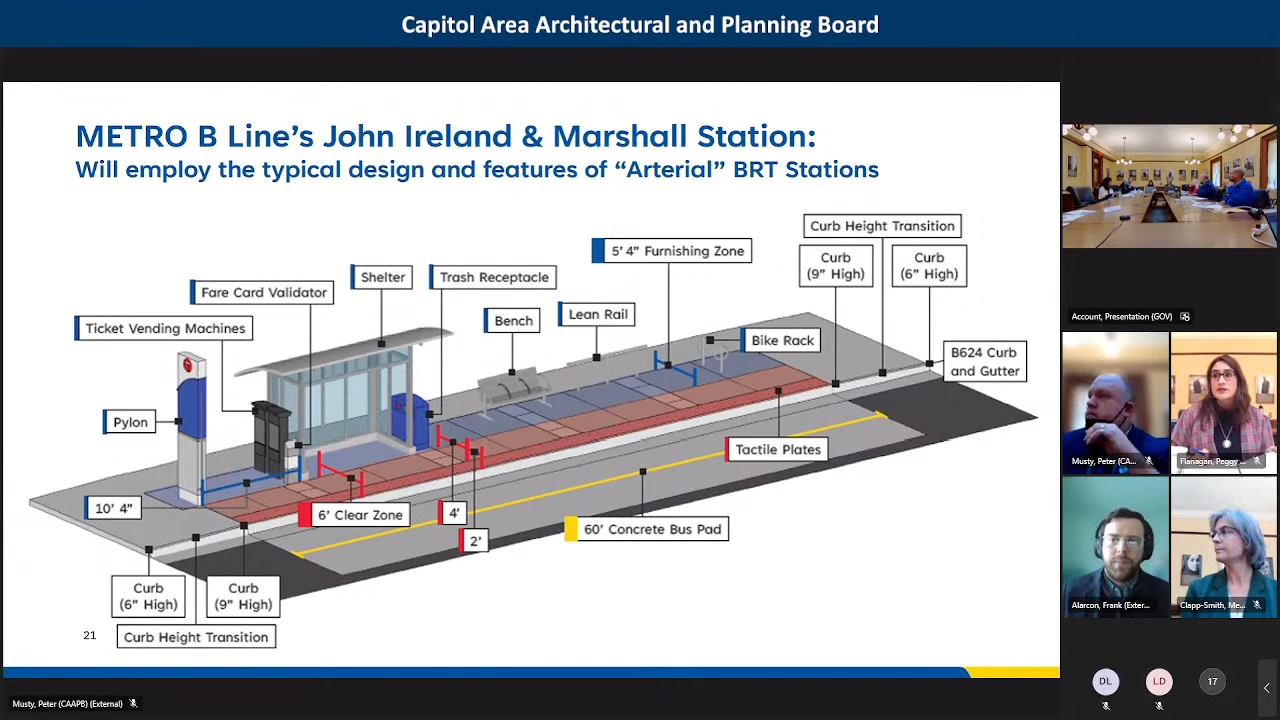 Capitol Area Architectural and Planning Board
METRO B Line's John Ireland & Marshall Station:
Will employ the typical design and features of “Arterial” BRT Stations
Curb Height Transition
5' 4” Furnishing Zone
Curb
(9” High)
Curb
(6” High)
Shelter
Trash Receptacle
Fare Card Validator
Bench
Lean Rail
Ticket Vending Machines
Bike Rack
B624 Curb
and Gutter
Pylon
Tactile Plates
10' 4”
6' Clear Zone
4'
2'
60' Concrete Bus Pad
Curb
(6” High)
Curb
(9” High)
Curb Height Transition
21
Musty, Peter (CAAPB) (External)
Account, Presentation (GOV)
Musty, Peter (CA...
Flanagan, Peggy ...
Alarcon, Frank (Exter...
Clapp-Smith, Me...
DL
LD
17